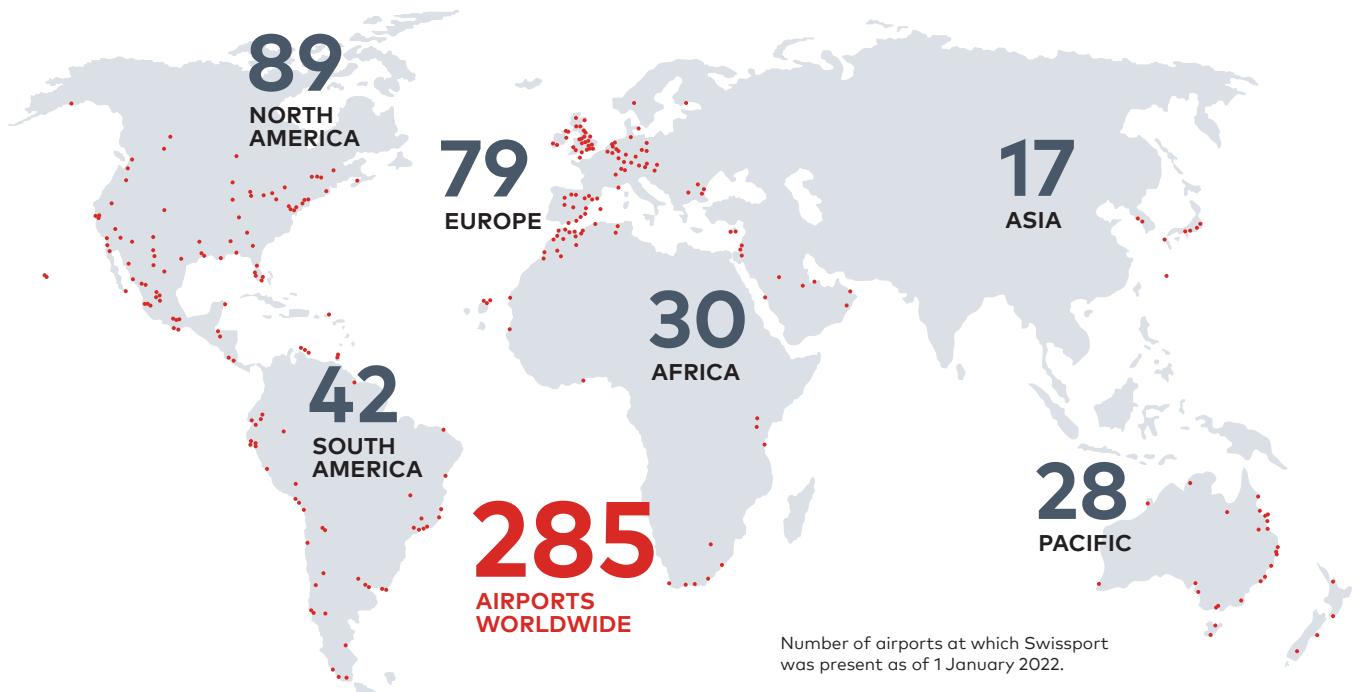 89
NORTH
AMERICA
79
EUROPE
17
ASIA
30
AFRICA
42
SOUTH
AMERICA
28
PACIFIC
285
AIRPORTS
WORLDWIDE
Number of airports at which Swissport
was present as of 1 January 2022.